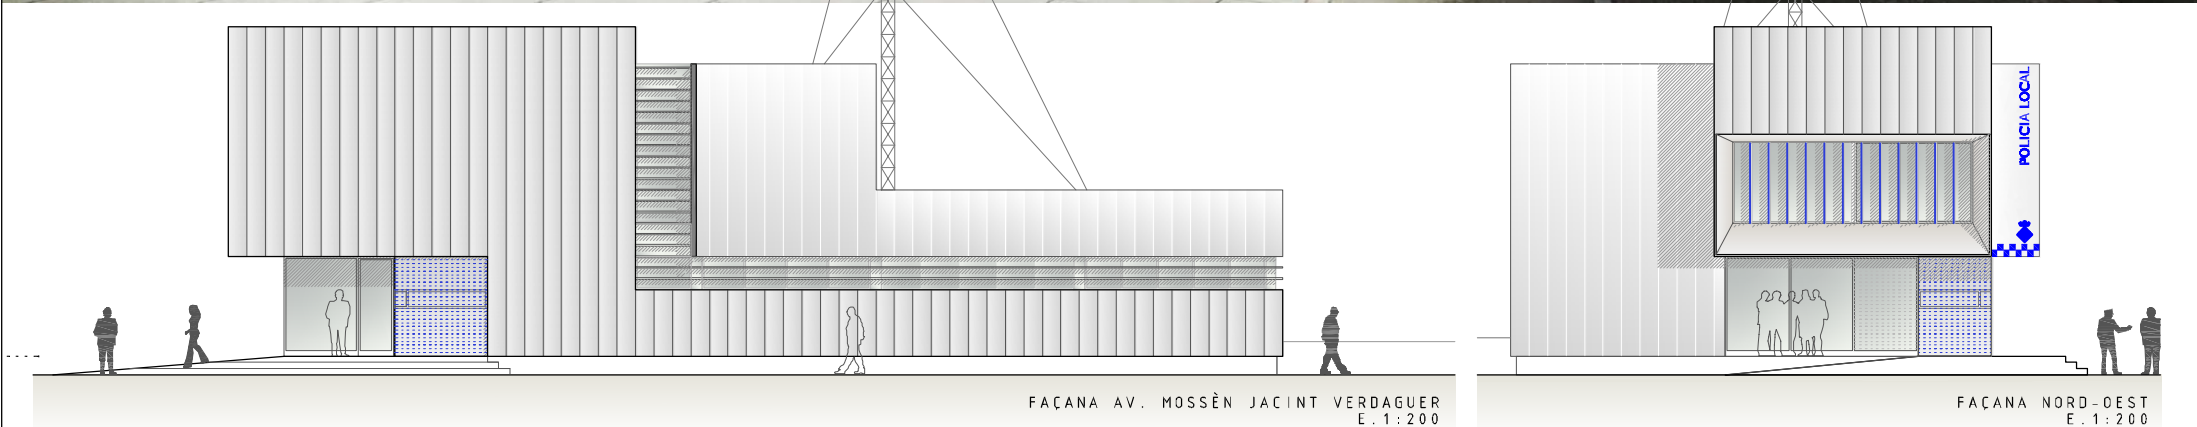 POLICIA LOCAL
FAÇANA AV. MOSSÈN JACINT VERDAGUER
E.1:200
FAÇANA NORD-OEST
E.1:200